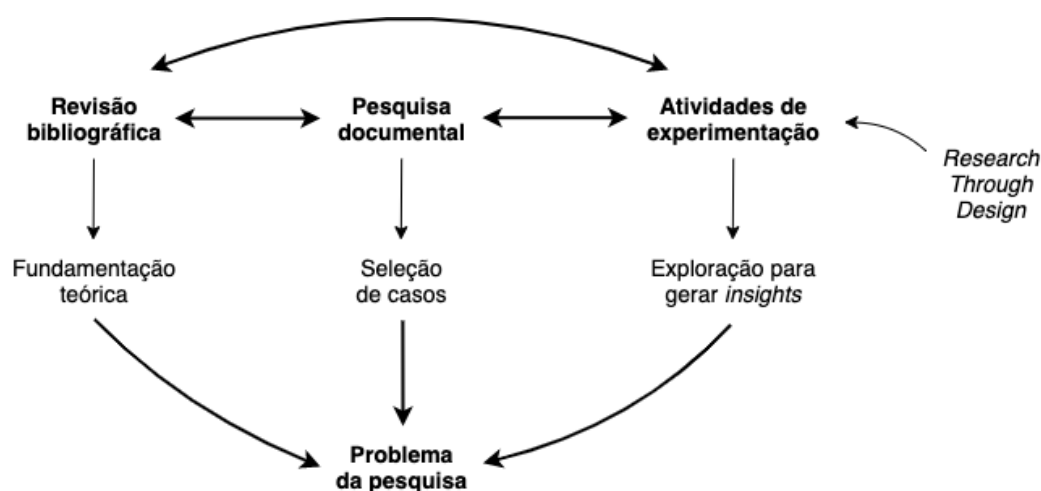 Revisão
bibliográfica
Pesquisa
documental
Atividades de
experimentação
Research
Through
Design
Fundamentação
teórica
Seleção
de casos
Exploração para
gerar insights
Problema
da pesquisa